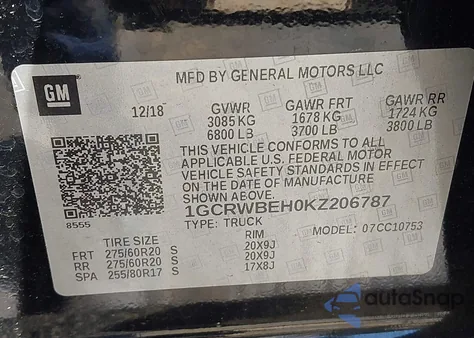 GM
MFD BY GENERAL MOTORS LLC
12/18 GVWR GAWR FRT GAWR RR
3085 KG 1678 KG 1724 KG
6800 LB 3700 LB 3800 LB
THIS VEHICLE CONFORMS TO ALL
APPLICABLE U.S. FEDERAL MOTOR
VEHICLE SAFETY STANDARDS IN EFFECT
ON THE DATE OF MANUFACTURE
SHOWN ABOVE.
1GCRWBEH0KZ206787
8555
TYPE: TRUCK MODEL: 07CC10753
TIRE SIZE RIM
FRT 275/60R20 S 20X9J
RR 275/60R20 S 20X9J
SPA 255/80R17 S 17X8J
autoSnap